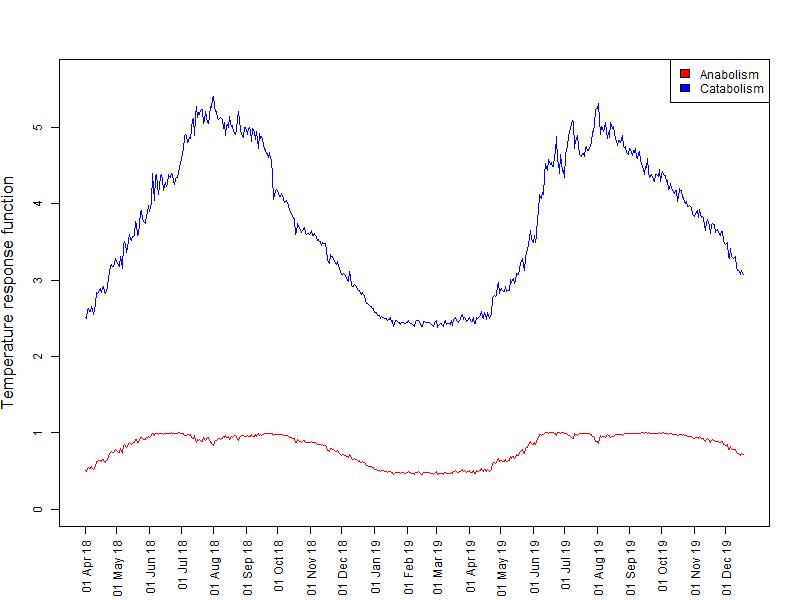 Anabolism
Catabolism
Temperature response function
5
4
3
2
1
0
01 Apr 18
01 May 18
01 Jun 18
01 Jul 18
01 Aug 18
01 Sep 18
01 Oct 18
01 Nov 18
01 Dec 18
01 Jan 19
01 Feb 19
01 Mar 19
01 Apr 19
01 May 19
01 Jun 19
01 Jul 19
01 Aug 19
01 Sep 19
01 Oct 19
01 Nov 19
01 Dec 19